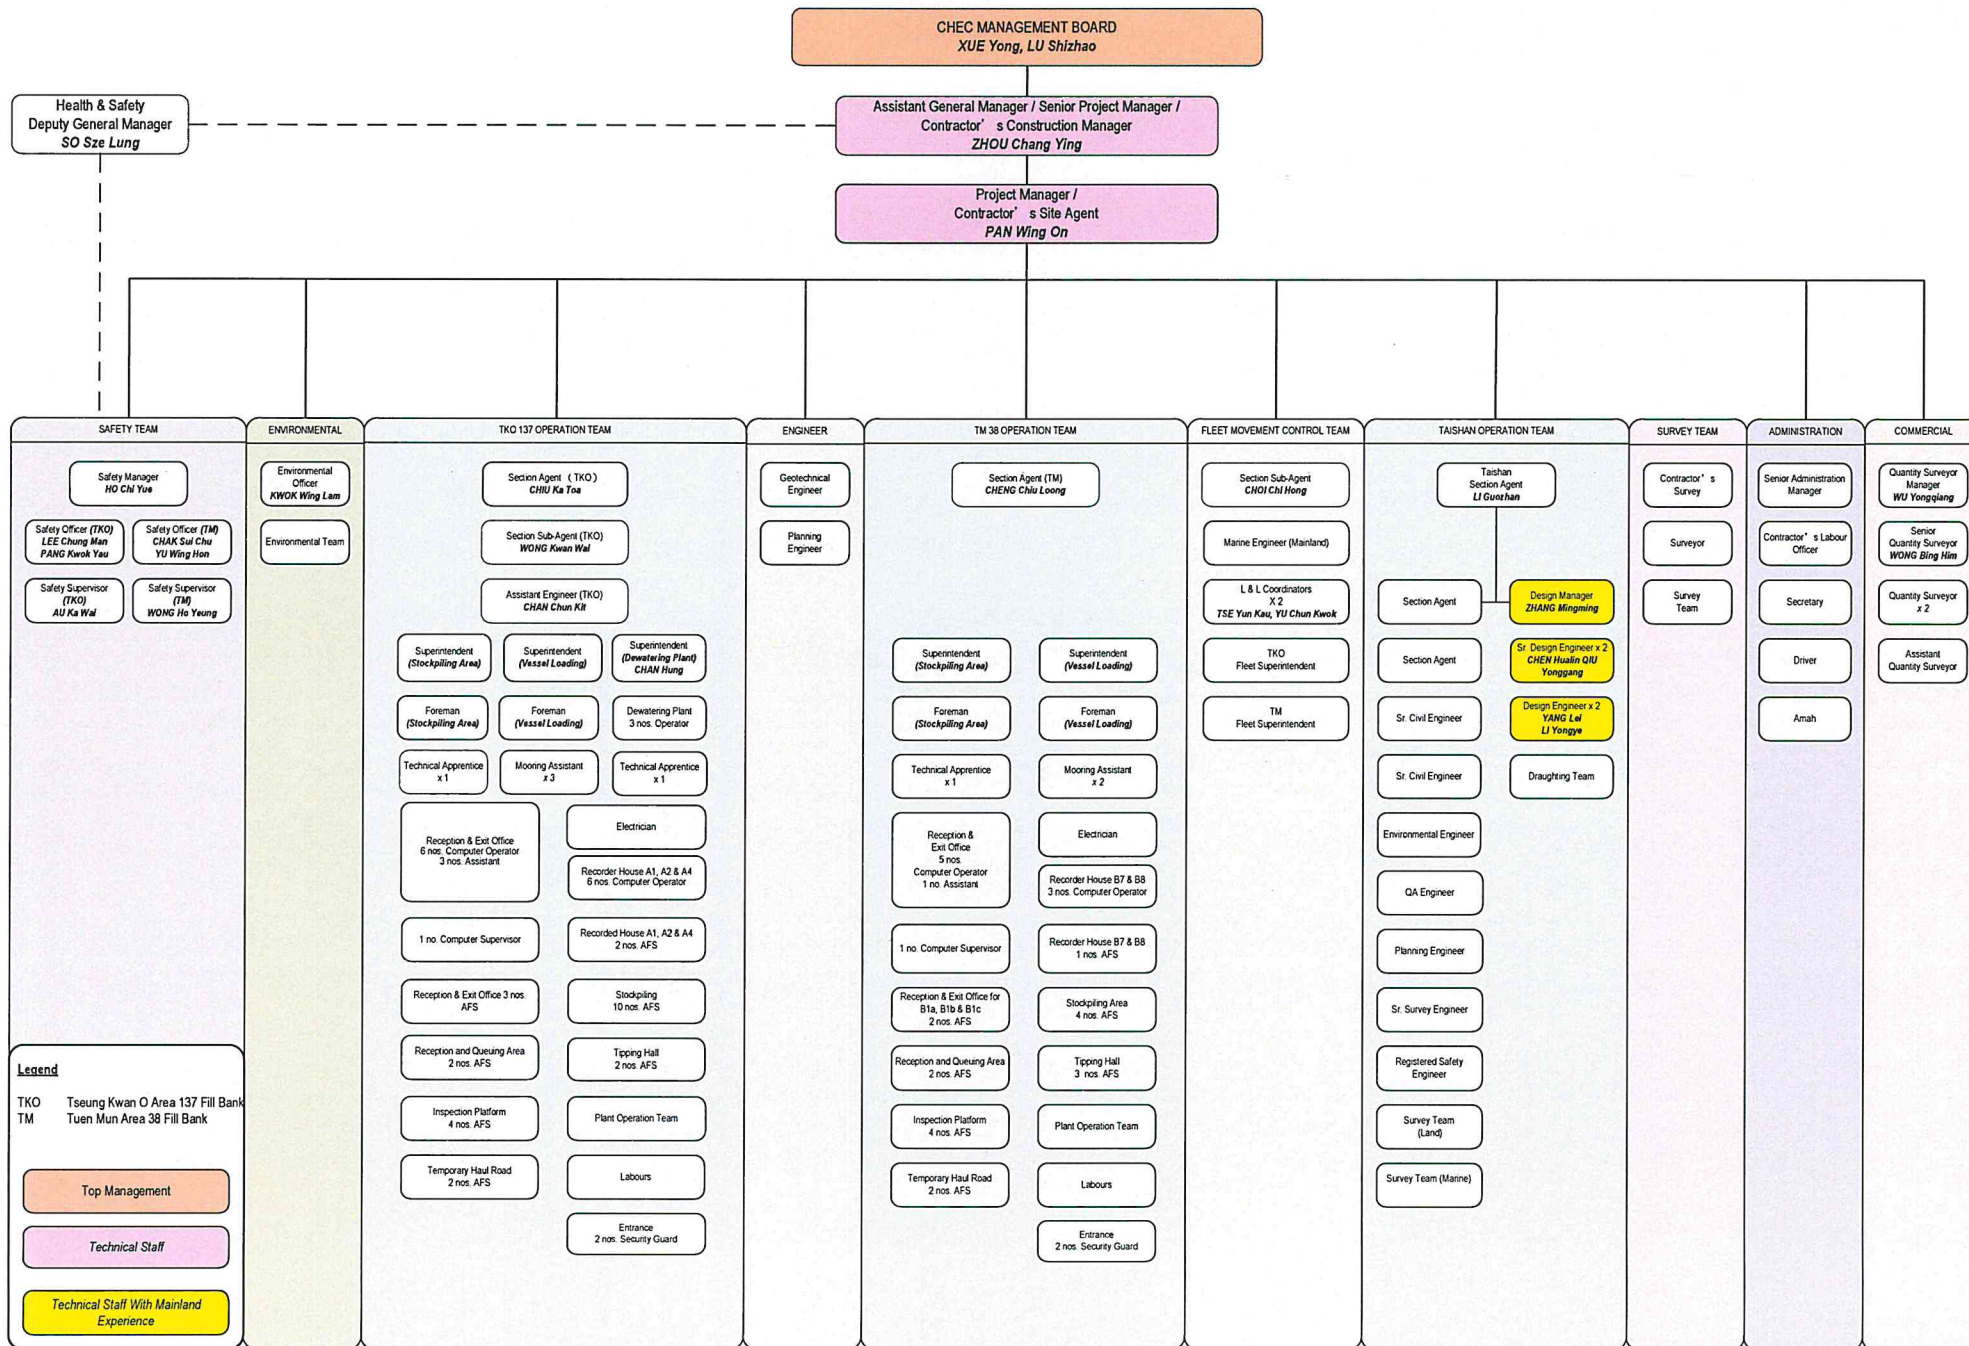 CHEC MANAGEMENT BOARD
XUE Yong, LU Shizhao
Health & Safety
Deputy General Manager
SO Sze Lung
Assistant General Manager / Senior Project Manager /
Contractor's Construction Manager
ZHOU Chang Ying
Project Manager /
Contractor's Site Agent
PAN Wing On
SAFETY TEAM
Safety Manager
HO Chi Yue
Safety Officer (TKO)
LEE Chung Man
PANG Kwok Yau
Safety Officer (TM)
CHAK Sui Chu
YU Wing Hon
Safety Supervisor
(TKO)
AU Ka Wai
Safety Supervisor
(TM)
WONG Ho Yeung
Legend
TKO Tseung Kwan O Area 137 Fill Bank
TM Tuen Mun Area 38 Fill Bank
Top Management
Technical Staff
Technical Staff With Mainland
Experience
ENVIRONMENTAL
Environmental
Officer
KWOK Wing Lam
Environmental Team
TKO 137 OPERATION TEAM
Section Agent (TKO)
CHIU Ka Toa
Section Sub-Agent (TKO)
WONG Kwan Wai
Assistant Engineer (TKO)
CHAN Chun Kit
Superintendent
(Stockpiling Area)
Superintendent
(Vessel Loading)
Superintendent
(Dewatering Plant)
CHAN Hung
Foreman
(Stockpiling Area)
Foreman
(Vessel Loading)
Dewatering Plant
3 nos. Operator
Technical Apprentice
x 1
Mooring Assistant
x 3
Technical Apprentice
x 1
Reception & Exit Office
6 nos. Computer Operator
3 nos. Assistant
Electrician
Recorder House A1, A2 & A4
6 nos. Computer Operator
1 no. Computer Supervisor
Recorded House A1, A2 & A4
2 nos. AFS
Reception & Exit Office 3 nos.
AFS
Stockpiling
10 nos. AFS
Reception and Queuing Area
2 nos. AFS
Tipping Hall
2 nos. AFS
Inspection Platform
4 nos. AFS
Plant Operation Team
Temporary Haul Road
2 nos. AFS
Labours
Entrance
2 nos. Security Guard
ENGINEER
Geotechnical
Engineer
Planning
Engineer
TM 38 OPERATION TEAM
Section Agent (TM)
CHENG Chiu Loong
Superintendent
(Stockpiling Area)
Superintendent
(Vessel Loading)
Foreman
(Stockpiling Area)
Foreman
(Vessel Loading)
Technical Apprentice
x 1
Mooring Assistant
x 2
Reception &
Exit Office
5 nos.
Computer Operator
1 no. Assistant
Electrician
Recorder House B7 & B8
3 nos. Computer Operator
1 no. Computer Supervisor
Recorder House B7 & B8
1 nos. AFS
Reception & Exit Office for
B1a, B1b & B1c
2 nos. AFS
Stockpiling Area
4 nos. AFS
Reception and Queuing Area
2 nos. AFS
Tipping Hall
3 nos. AFS
Inspection Platform
4 nos. AFS
Plant Operation Team
Temporary Haul Road
2 nos. AFS
Labours
Entrance
2 nos. Security Guard
FLEET MOVEMENT CONTROL TEAM
Section Sub-Agent
CHOI Chi Hong
Marine Engineer (Mainland)
L & L Coordinators
X 2
TSE Yun Kau, YU Chun Kwok
TKO
Fleet Superintendent
TM
Fleet Superintendent
TAISHAN OPERATION TEAM
Taishan
Section Agent
LI Guozhan
Section Agent
Design Manager
ZHANG Mingming
Section Agent
Sr. Design Engineer x 2
CHEN Hualin QIU
Yonggang
Sr. Civil Engineer
Design Engineer x 2
YANG Lei
LI Yongye
Sr. Civil Engineer
Draughting Team
Environmental Engineer
QA Engineer
Planning Engineer
Sr. Survey Engineer
Registered Safety
Engineer
Survey Team
(Land)
Survey Team (Marine)
SURVEY TEAM
Contractor's
Survey
Surveyor
Survey
Team
ADMINISTRATION
Senior Administration
Manager
Contractor's Labour
Officer
Secretary
Driver
Amah
COMMERCIAL
Quantity Surveyor
Manager
WU Yongqiang
Senior
Quantity Surveyor
WONG Bing Him
Quantity Surveyor
x 2
Assistant
Quantity Surveyor